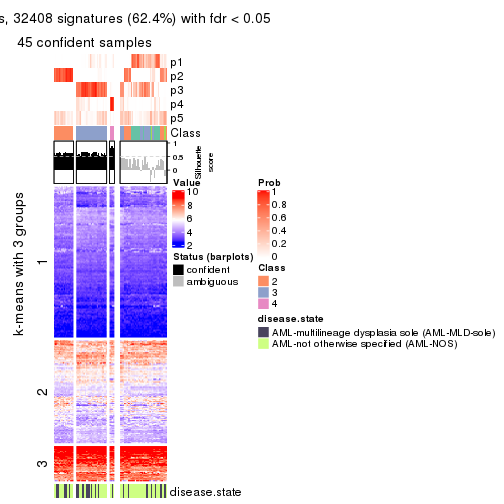 s, 32408 signatures (62.4%) with fdr < 0.05
45 confident samples
p1
p2
p3
p4
p5
Class
1
0.5
0
Silhouette
score
k-means with 3 groups
1
2
3
disease.state
Value
10
8
6
4
2
Status (barplots)
confident
ambiguous
Prob
1
0.8
0.6
0.4
0.2
0
Class
2
3
4
disease.state
AML-multilineage dysplasia sole (AML-MLD-sole)
AML-not otherwise specified (AML-NOS)